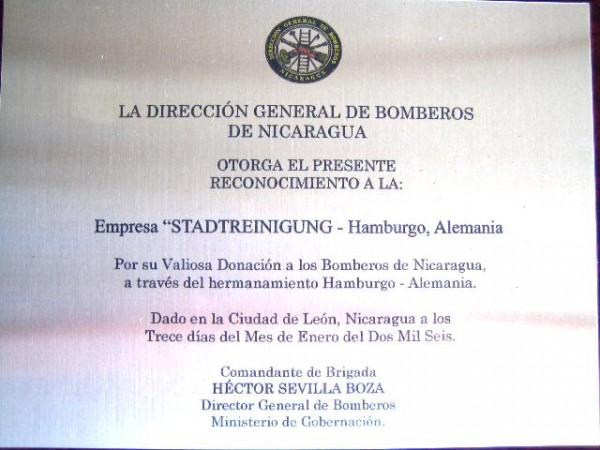 DIRECCION GENERAL DE BOMBEROS
NICARAGUA
LA DIRECCIÓN GENERAL DE BOMBEROS
DE NICARAGUA
OTORGA EL PRESENTE
RECONOCIMIENTO A LA:
Empresa “STADTREINIGUNG - Hamburgo, Alemania
Por su Valiosa Donación a los Bomberos de Nicaragua,
a través del hermanamiento Hamburgo - Alemania.
Dado en la Ciudad de León, Nicaragua a los
Trece días del Mes de Enero del Dos Mil Seis.
Comandante de Brigada
HÉCTOR SEVILLA BOZA
Director General de Bomberos
Ministerio de Gobernación.